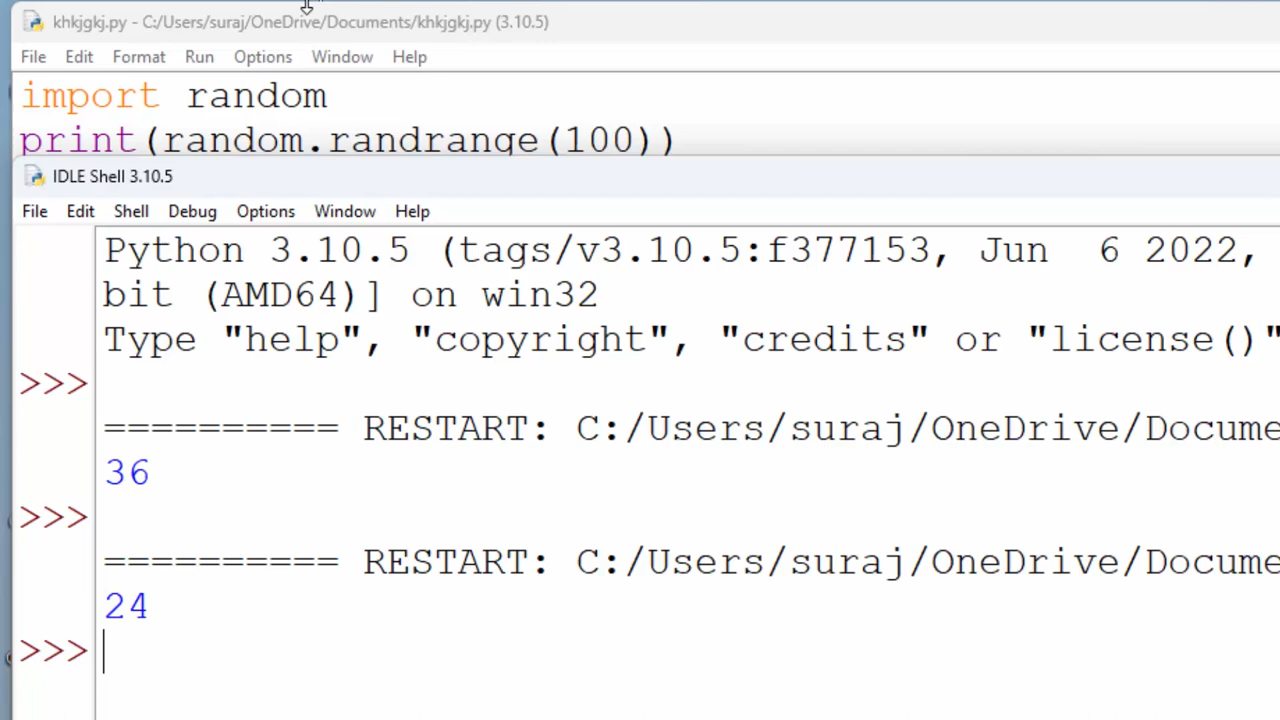 khkjgkj.py - C:/Users/suraj/OneDrive/Documents/khkjgkj.py (3.10.5)
File Edit Format Run Options Window Help
import random
print(random.randrange(100))
IDLE Shell 3.10.5
File Edit Shell Debug Options Window Help
Python 3.10.5 (tags/v3.10.5:f377153, Jun  6 2022,
bit (AMD64)] on win32
Type "help", "copyright", "credits" or "license()"
>>>
========== RESTART: C:/Users/suraj/OneDrive/Docume
36
>>>
========== RESTART: C:/Users/suraj/OneDrive/Docume
24
>>>